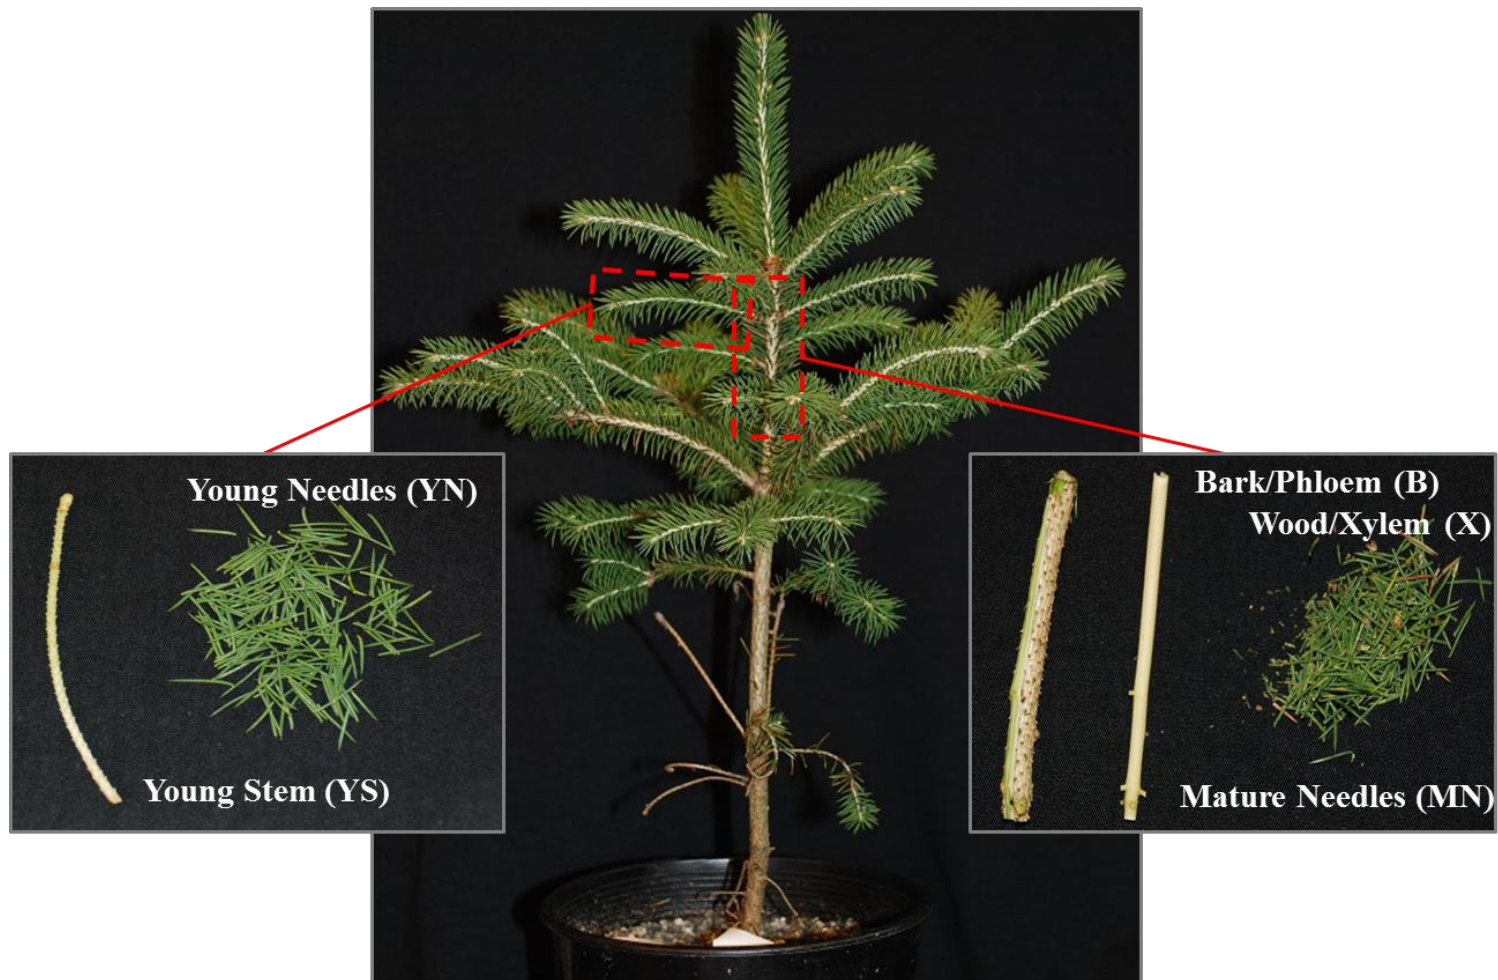 Young Needles (YN)
Young Stem (YS)
Bark/Phloem (B)
Wood/Xylem (X)
Mature Needles (MN)